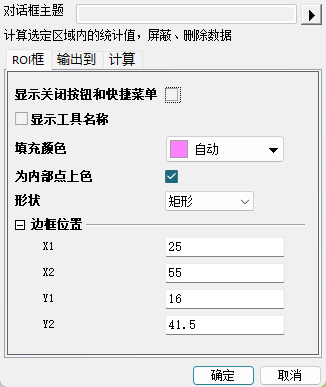 对话框主题
计算选定区域内的统计值，屏蔽、删除数据
ROI框 输出到 计算
显示关闭按钮和快捷菜单
显示工具名称
填充颜色 自动
为内部点上色
形状 矩形
边框位置
X1 25
X2 55
Y1 16
Y2 41.5
确定 取消